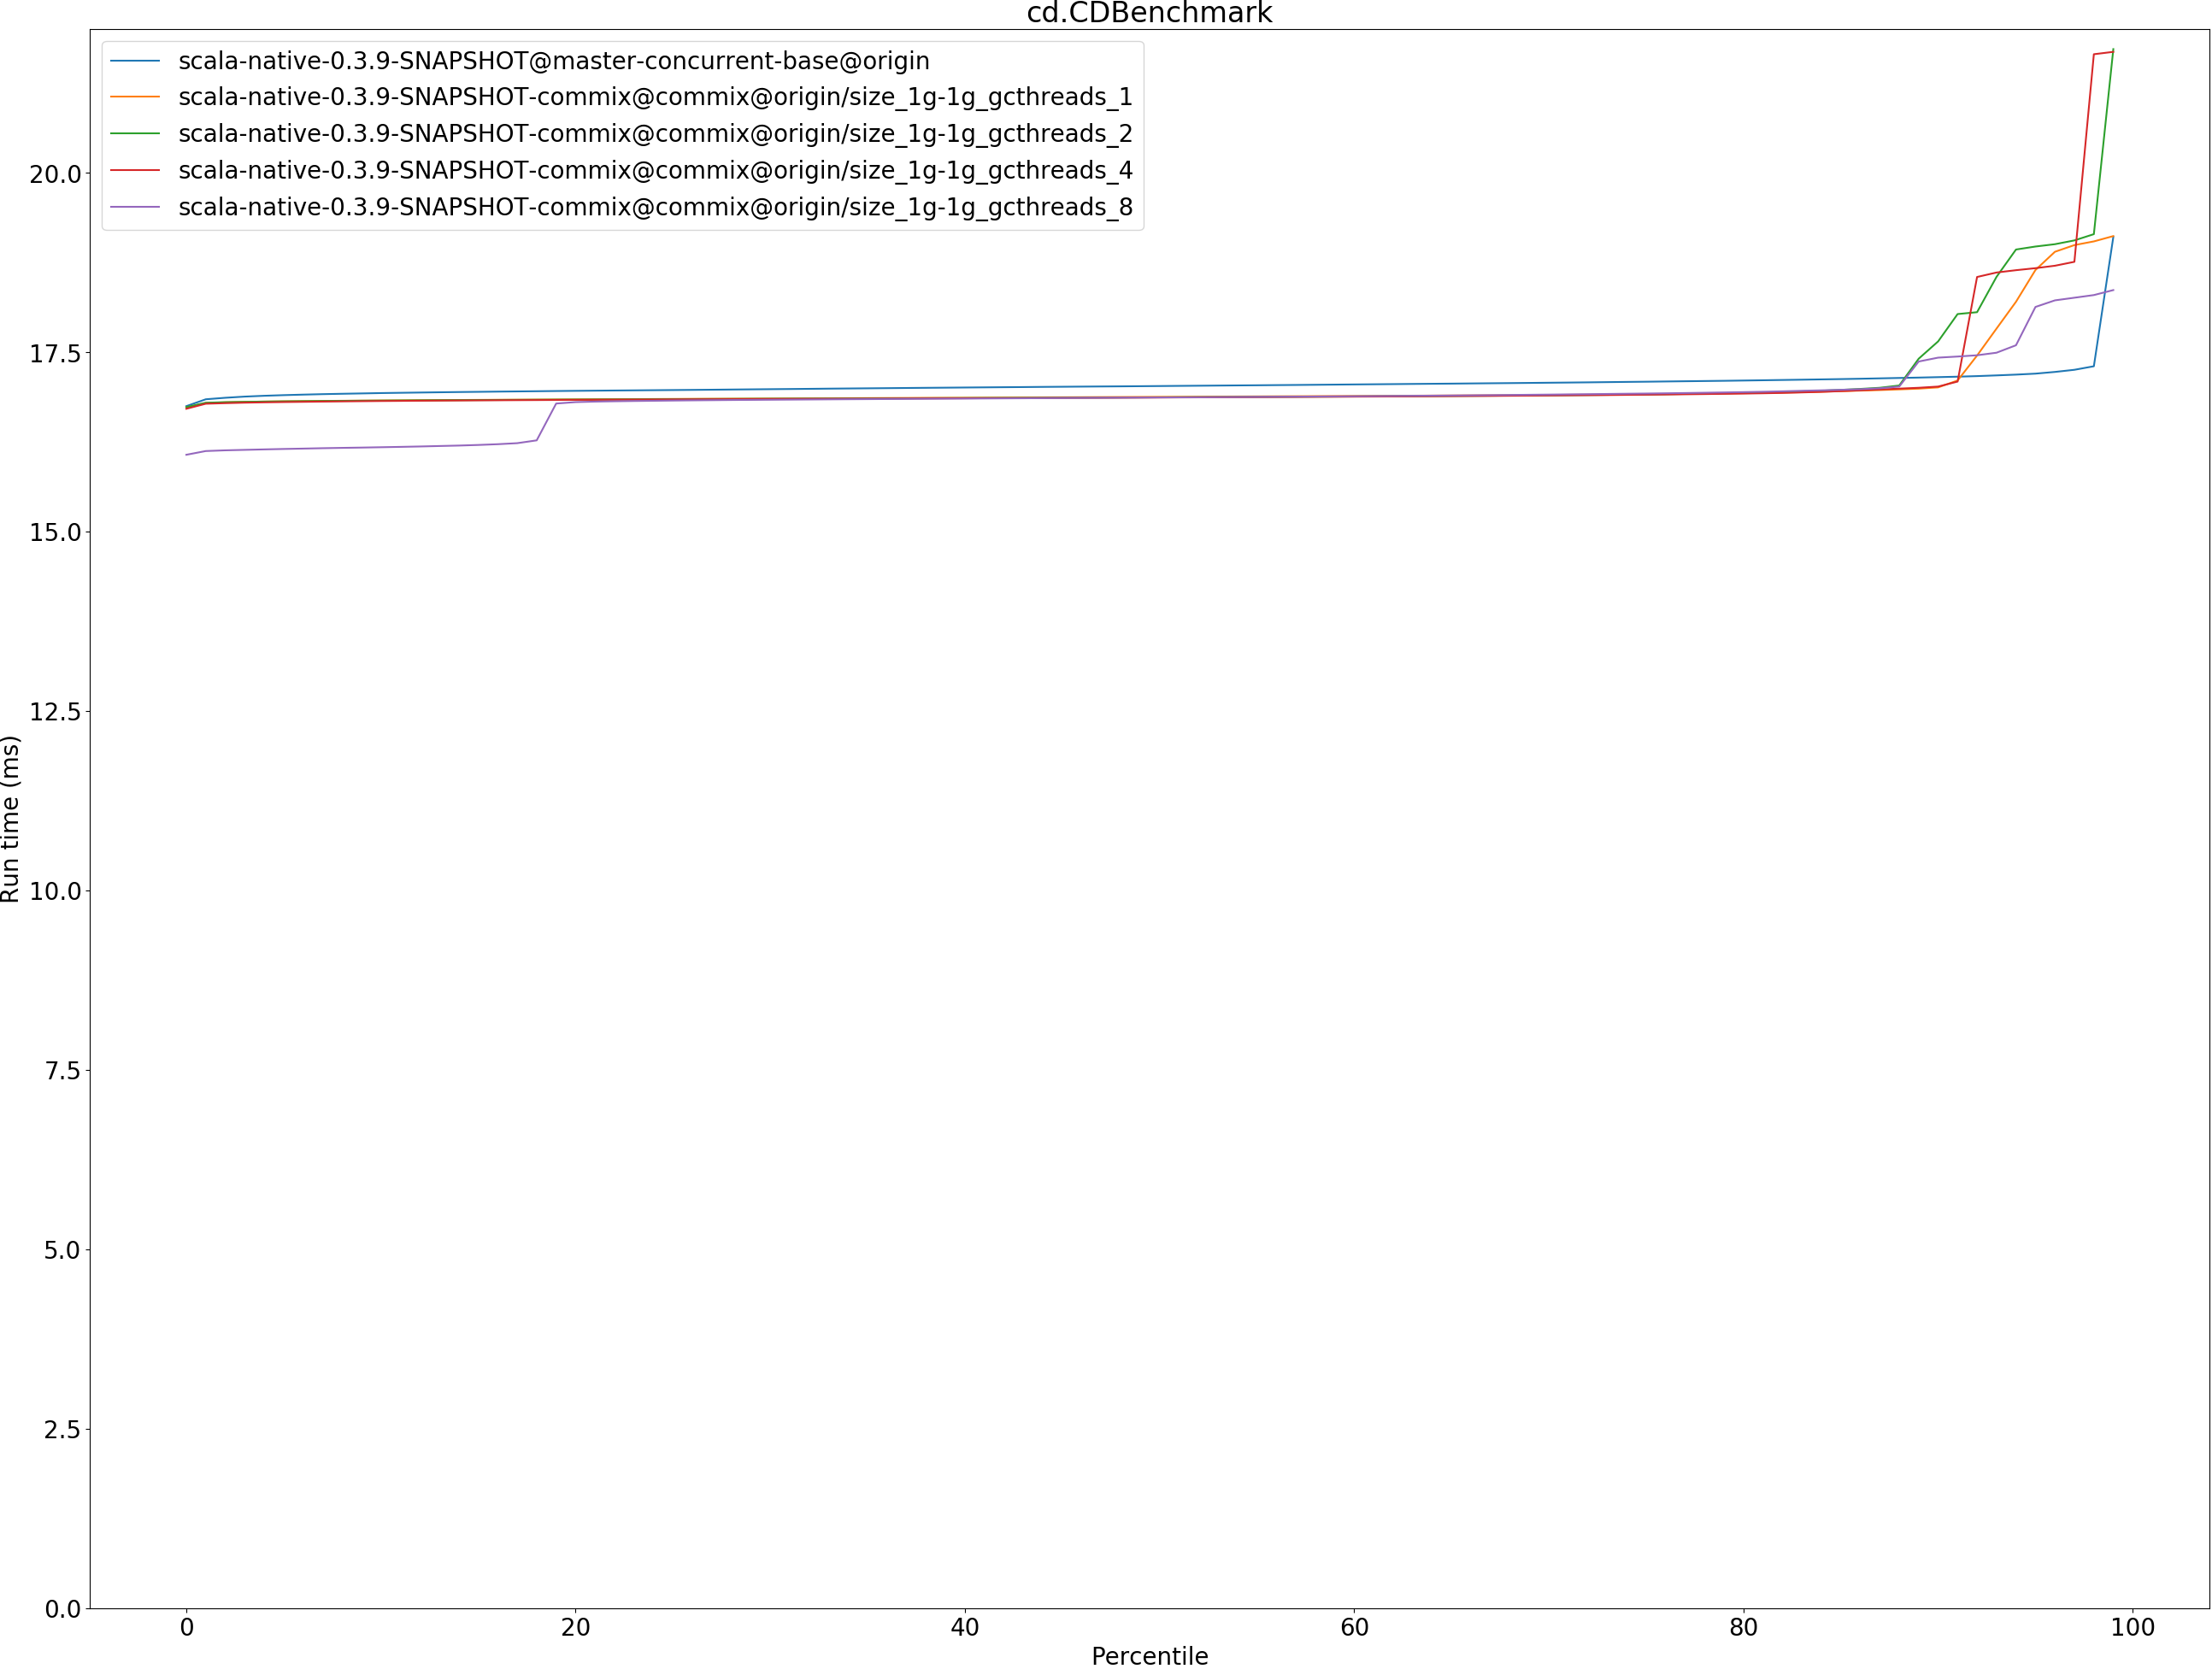 cd.CDBenchmark
scala-native-0.3.9-SNAPSHOT@master-concurrent-base@origin
scala-native-0.3.9-SNAPSHOT-commix@commix@origin/size_1g-1g_gcthreads_1
scala-native-0.3.9-SNAPSHOT-commix@commix@origin/size_1g-1g_gcthreads_2
scala-native-0.3.9-SNAPSHOT-commix@commix@origin/size_1g-1g_gcthreads_4
scala-native-0.3.9-SNAPSHOT-commix@commix@origin/size_1g-1g_gcthreads_8
20.0
17.5
15.0
12.5
10.0
7.5
5.0
2.5
0.0
Run time (ms)
0 20 40 60 80 100
Percentile